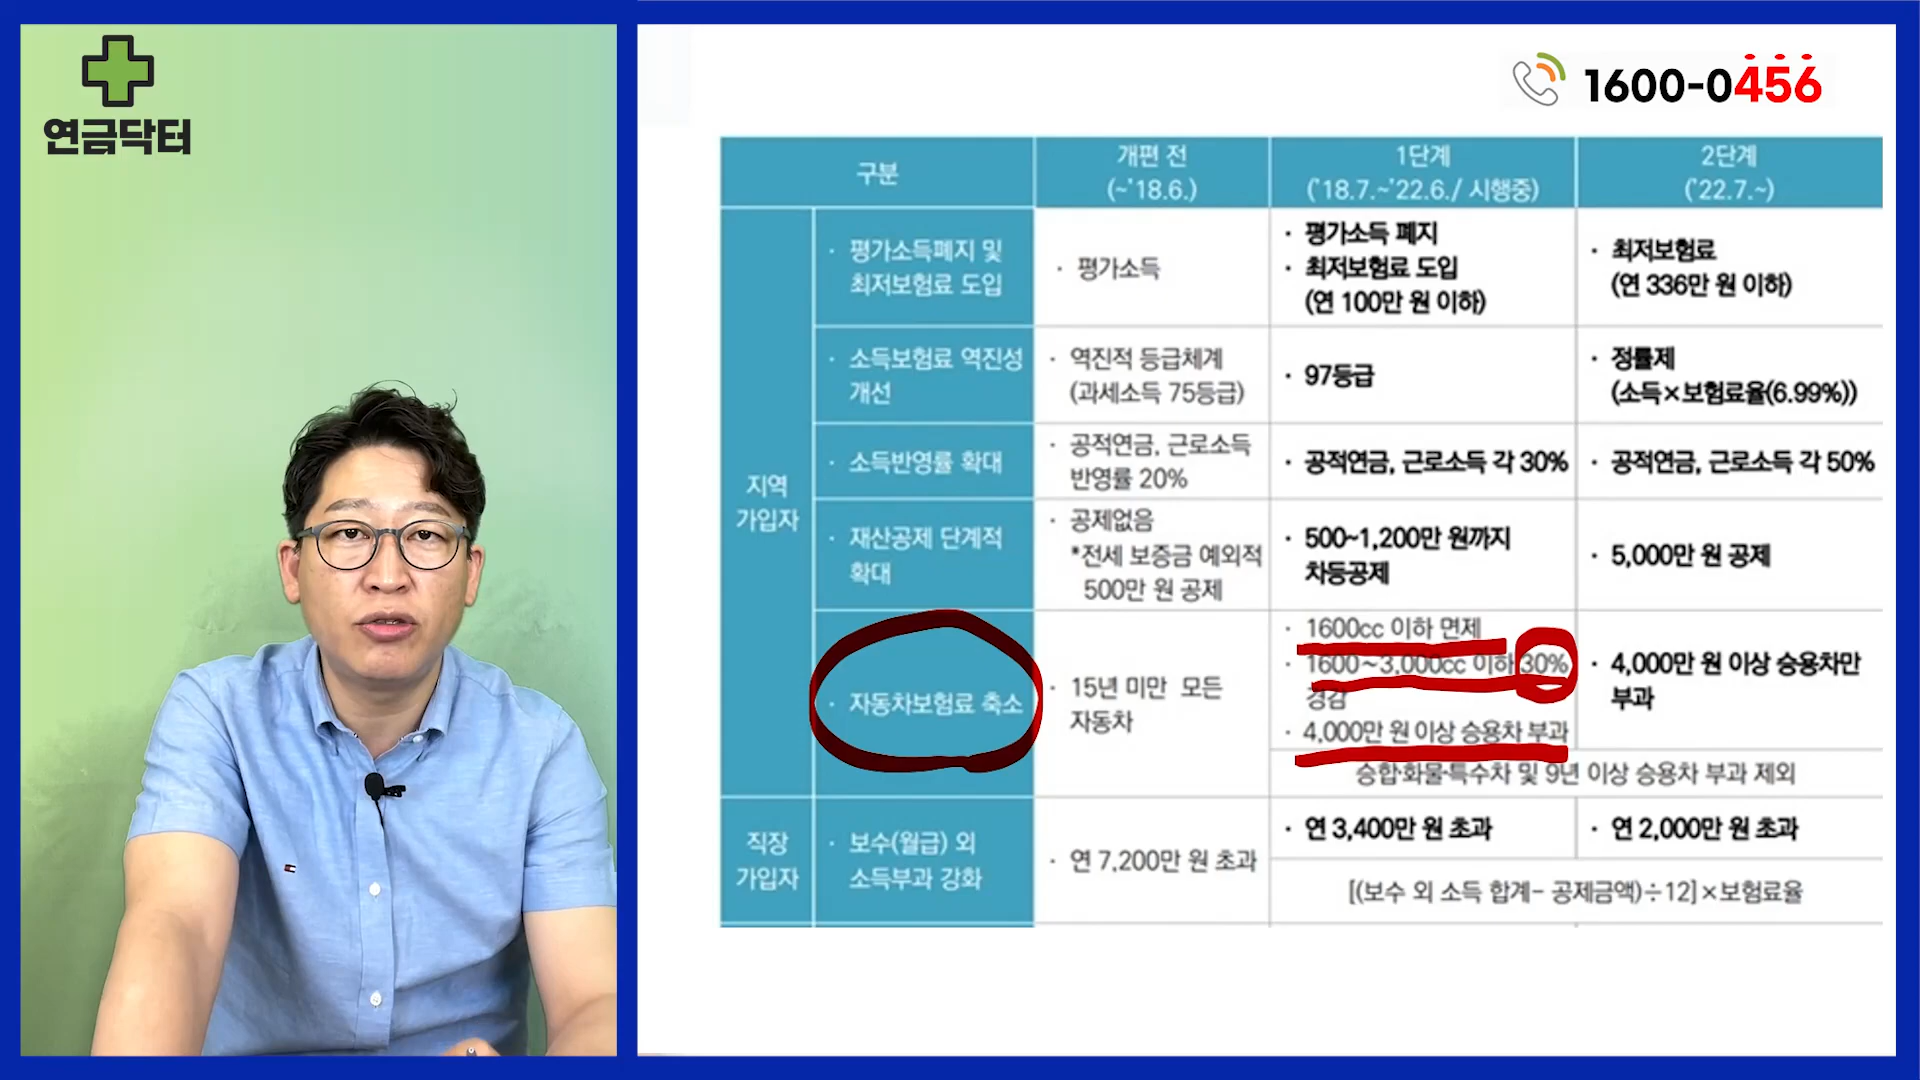 연금닥터
1600-0456
구분
개편 전
(~'18.6.)
1단계
('18.7.~'22.6./ 시행중)
2단계
('22.7.~)
지역
가입자
· 평가소득폐지 및
최저보험료 도입
· 평가소득
· 평가소득 폐지
· 최저보험료 도입
(연 100만 원 이하)
· 최저보험료
(연 336만 원 이하)
· 소득보험료 역진성
개선
· 역진적 등급체계
(과세소득 75등급)
· 97등급
· 정률제
(소득×보험료율(6.99%))
· 소득반영률 확대
· 공적연금, 근로소득
반영률 20%
· 공적연금, 근로소득 각 30%
· 공적연금, 근로소득 각 50%
· 재산공제 단계적
확대
· 공제없음
*전세 보증금 예외적
500만 원 공제
· 500~1,200만 원까지
차등공제
· 5,000만 원 공제
· 자동차보험료 축소
· 15년 미만 모든
자동차
· 1600cc 이하 면제
· 1600~3,000cc 이하 30%
경감
· 4,000만 원 이상 승용차 부과
· 4,000만 원 이상 승용차만
부과
승합·화물·특수차 및 9년 이상 승용차 부과 제외
직장
가입자
· 보수(월급) 외
소득부과 강화
· 연 7,200만 원 초과
· 연 3,400만 원 초과
· 연 2,000만 원 초과
[(보수 외 소득 합계- 공제금액)÷12]×보험료율